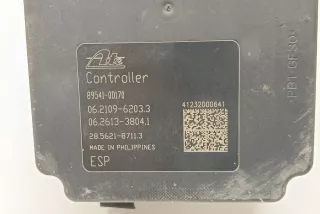 Ate
Controller
89541-0D170
06.2109-6203.3
06.2613-3804.1
28.5621-8711.3
MADE IN PHILIPPINES
ESP
41232000641